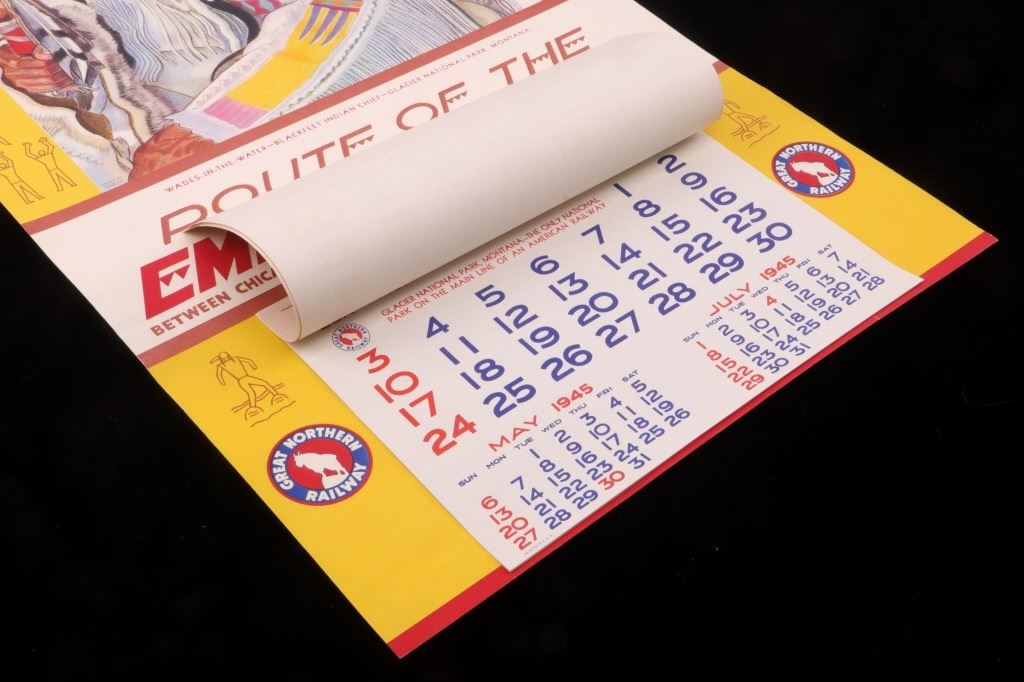 WADES-IN-THE-WATER—BLACKFEET INDIAN CHIEF—GLACIER NATIONAL PARK, MONTANA
ROUTE OF THE
BETWEEN CHIC
GREAT NORTHERN RAILWAY
GLACIER NATIONAL PARK, MONTANA—THE ONLY NATIONAL
PARK ON THE MAIN LINE OF AN AMERICAN RAILWAY
1 2
3 4 5 6 7 8 9
10 11 12 13 14 15 16
17 18 19 20 21 22 23
24 25 26 27 28 29 30
MAY 1945
SUN MON TUE WED THU FRI SAT
1 2 3 4 5
6 7 8 9 10 11 12
13 14 15 16 17 18 19
20 21 22 23 24 25 26
27 28 29 30 31
JULY 1945
SUN MON TUE WED THU FRI SAT
1 2 3 4 5 6 7
8 9 10 11 12 13 14
15 16 17 18 19 20 21
22 23 24 25 26 27 28
29 30 31
GREAT NORTHERN RAILWAY
GREAT NORTHERN RAILWAY